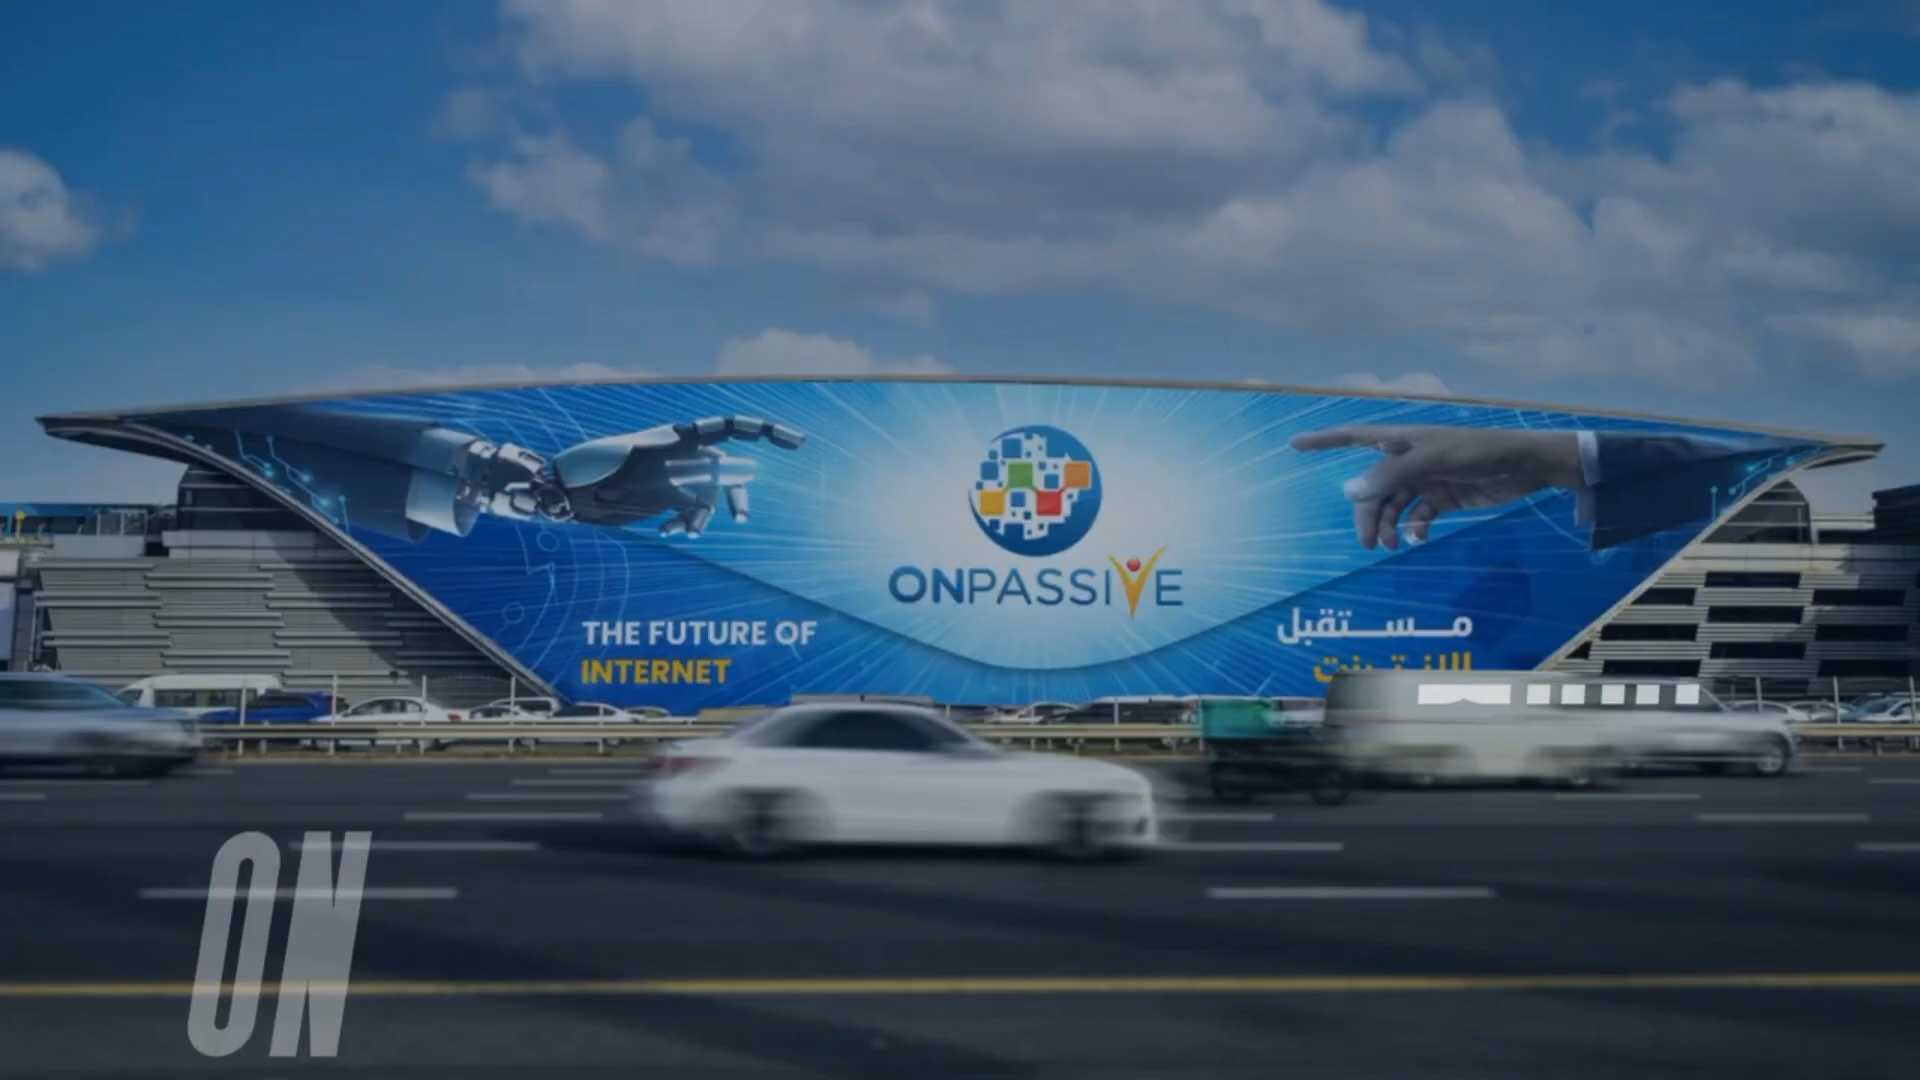 ONPASSIVE
THE FUTURE OF
INTERNET
مستقبل
ON